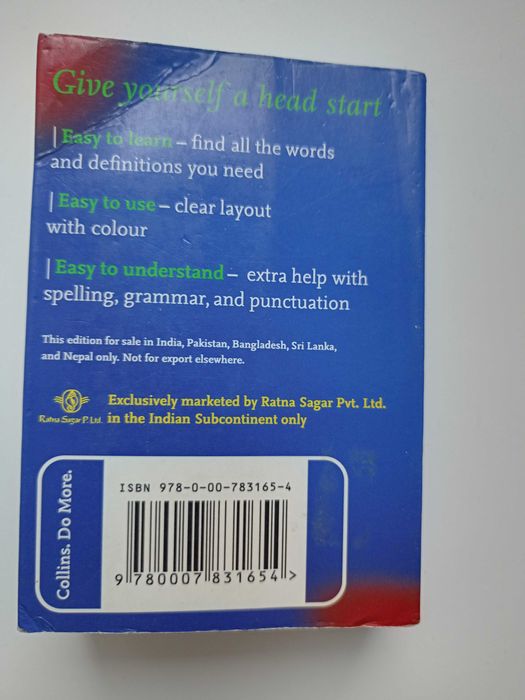 Give yourself a head start
| Easy to learn – find all the words
and definitions you need
| Easy to use – clear layout
with colour
| Easy to understand – extra help with
spelling, grammar, and punctuation
This edition for sale in India, Pakistan, Bangladesh, Sri Lanka,
and Nepal only. Not for export elsewhere.
Ratna Sagar P. Ltd.
Exclusively marketed by Ratna Sagar Pvt. Ltd.
in the Indian Subcontinent only
Collins. Do More.
ISBN 978-0-00-783165-4
9 780007 831654 >